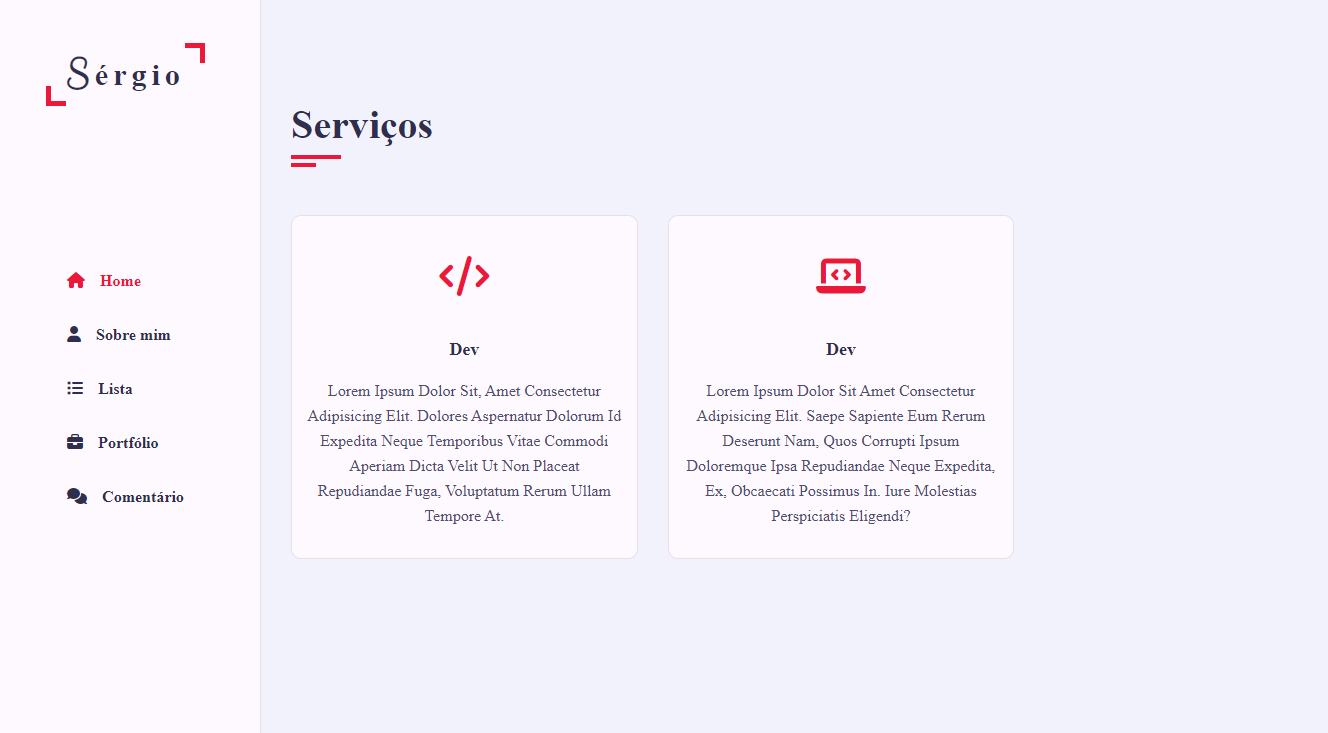 Sérgio
Home
Sobre mim
Lista
Portfólio
Comentário
Serviços
Dev
Lorem Ipsum Dolor Sit, Amet Consectetur
Adipisicing Elit. Dolores Aspernatur Dolorum Id
Expedita Neque Temporibus Vitae Commodi
Aperiam Dicta Velit Ut Non Placeat
Repudiandae Fuga, Voluptatum Rerum Ullam
Tempore At.
Dev
Lorem Ipsum Dolor Sit Amet Consectetur
Adipisicing Elit. Saepe Sapiente Eum Rerum
Deserunt Nam, Quos Corrupti Ipsum
Doloremque Ipsa Repudiandae Neque Expedita,
Ex, Obcaecati Possimus In. Iure Molestias
Perspiciatis Eligendi?